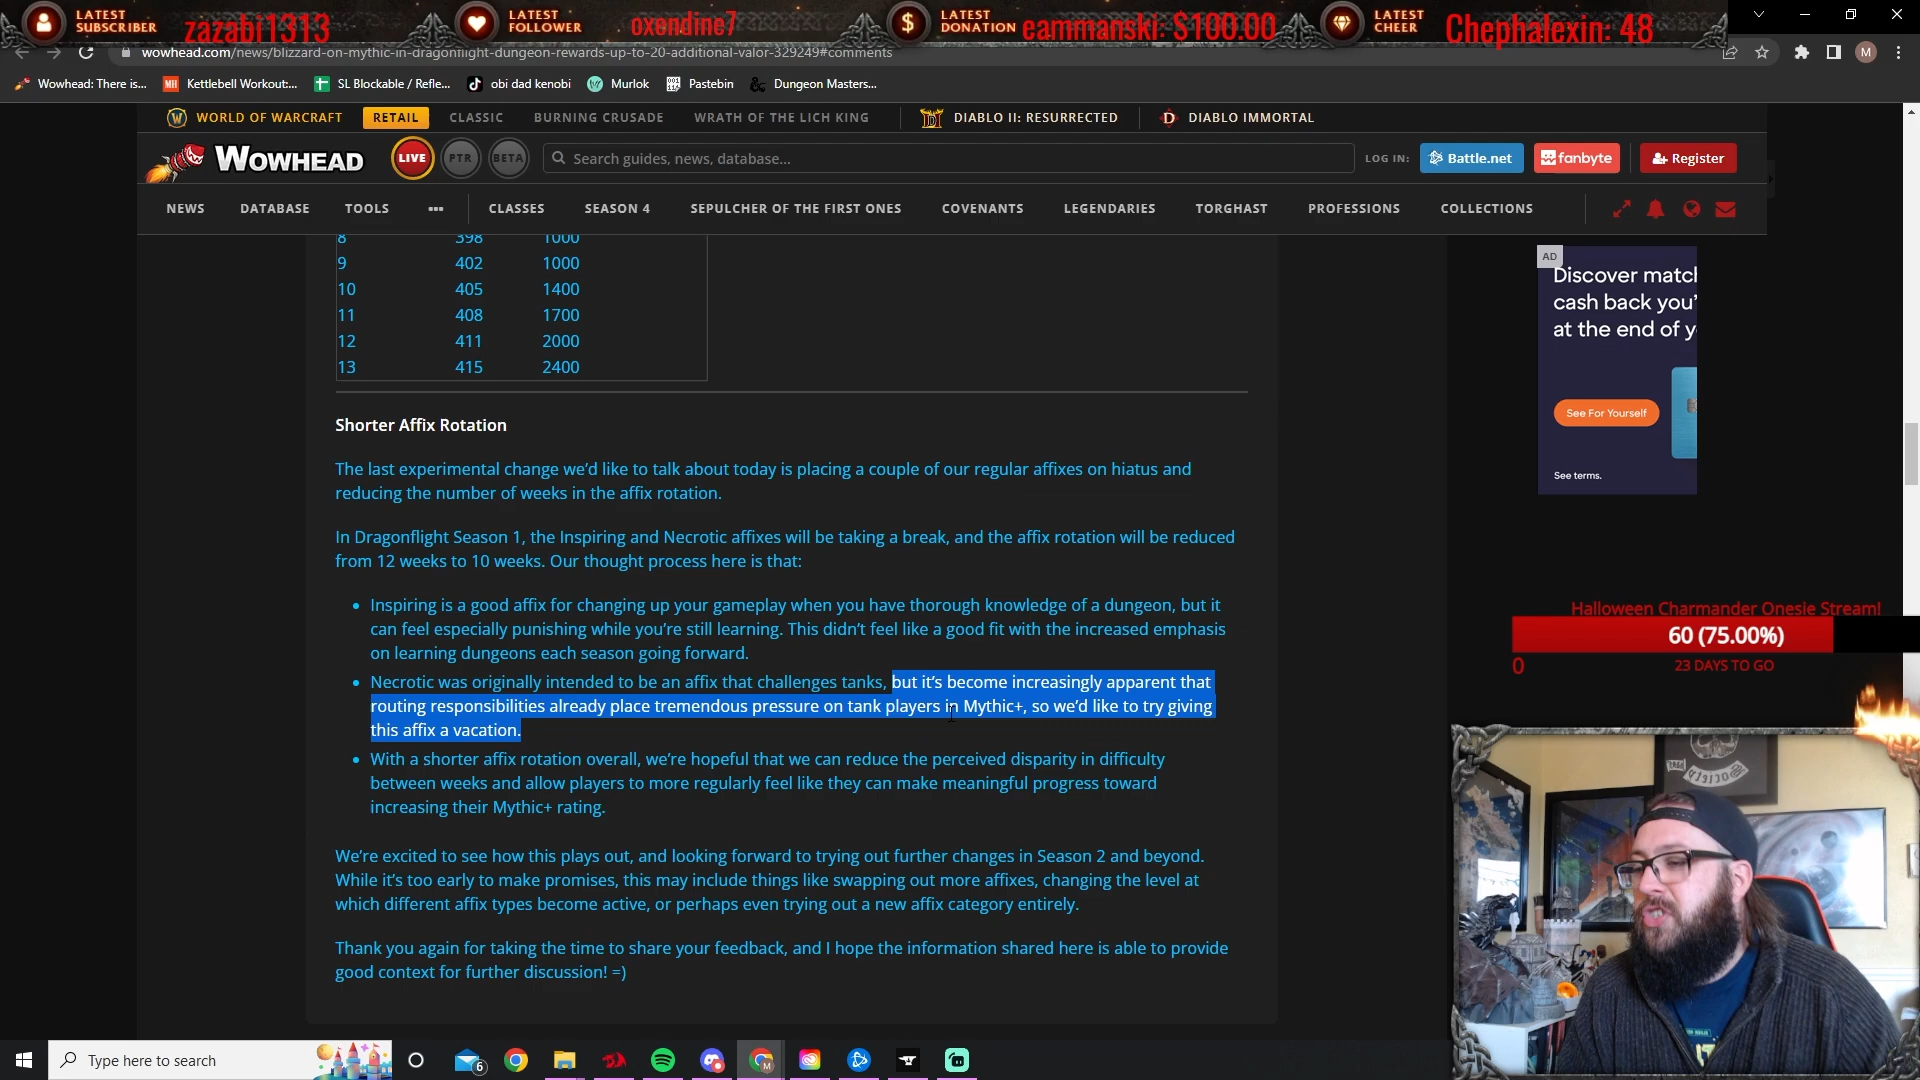 LATEST SUBSCRIBER
zazabi1313
LATEST FOLLOWER
oxendine7
LATEST DONATION
eammanski: $100.00
LATEST CHEER
Chephalexin: 48
wowhead.com/news/blizzard-on-mythic-in-dragonflight-dungeon-rewards-up-to-20-additional-valor-329249#comments
M
Wowhead: There is...
Kettlebell Workout:...
SL Blockable / Refle...
obi dad kenobi
Murlok
Pastebin
Dungeon Masters...
WORLD OF WARCRAFT
RETAIL
CLASSIC
BURNING CRUSADE
WRATH OF THE LICH KING
DIABLO II: RESURRECTED
DIABLO IMMORTAL
WOWHEAD
LIVE
PTR
BETA
Search guides, news, database...
LOG IN:
Battle.net
fanbyte
Register
NEWS
DATABASE
TOOLS
•••
CLASSES
SEASON 4
SEPULCHER OF THE FIRST ONES
COVENANTS
LEGENDARIES
TORGHAST
PROFESSIONS
COLLECTIONS
8 398 1000
9 402 1000
10 405 1400
11 408 1700
12 411 2000
13 415 2400
AD
Discover match
cash back you'
at the end of y
See For Yourself
See terms.
Shorter Affix Rotation
The last experimental change we'd like to talk about today is placing a couple of our regular affixes on hiatus and
reducing the number of weeks in the affix rotation.
In Dragonflight Season 1, the Inspiring and Necrotic affixes will be taking a break, and the affix rotation will be reduced
from 12 weeks to 10 weeks. Our thought process here is that:
• Inspiring is a good affix for changing up your gameplay when you have thorough knowledge of a dungeon, but it
can feel especially punishing while you're still learning. This didn't feel like a good fit with the increased emphasis
on learning dungeons each season going forward.
• Necrotic was originally intended to be an affix that challenges tanks, but it's become increasingly apparent that
routing responsibilities already place tremendous pressure on tank players in Mythic+, so we'd like to try giving
this affix a vacation.
• With a shorter affix rotation overall, we're hopeful that we can reduce the perceived disparity in difficulty
between weeks and allow players to more regularly feel like they can make meaningful progress toward
increasing their Mythic+ rating.
We're excited to see how this plays out, and looking forward to trying out further changes in Season 2 and beyond.
While it's too early to make promises, this may include things like swapping out more affixes, changing the level at
which different affix types become active, or perhaps even trying out a new affix category entirely.
Thank you again for taking the time to share your feedback, and I hope the information shared here is able to provide
good context for further discussion! =)
Halloween Charmander Onesie Stream!
60 (75.00%)
0
23 DAYS TO GO
SOCIETY
Type here to search
6
M